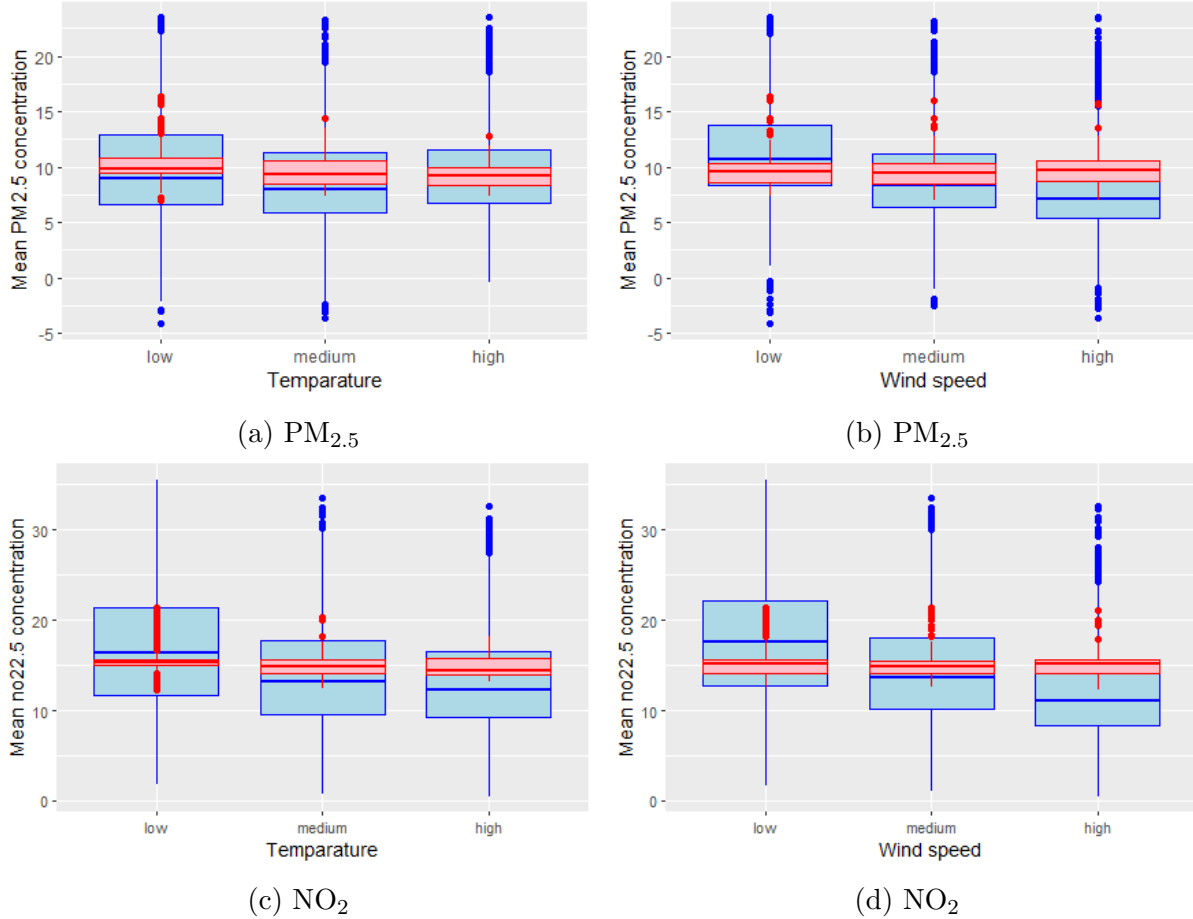 Mean PM2.5 concentration
20
15
10
5
0
-5
low medium high
Temparature
(a) PM2.5
Mean PM2.5 concentration
20
15
10
5
0
-5
low medium high
Wind speed
(b) PM2.5
Mean no22.5 concentration
30
20
10
0
low medium high
Temparature
(c) NO2
Mean no22.5 concentration
30
20
10
0
low medium high
Wind speed
(d) NO2